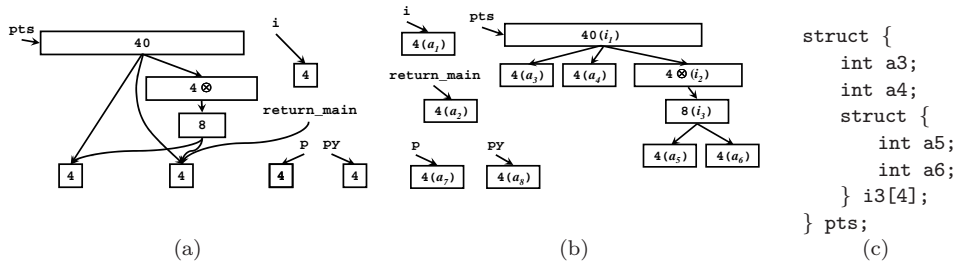 pts
40
i
4
4 ⊗
return_main
8
p
py
4
4
4
4
(a)
i
4(a₁)
pts
40(i₁)
return_main
4(a₂)
4(a₃)
4(a₄)
4 ⊗(i₂)
8(i₃)
p
4(a₇)
py
4(a₈)
4(a₅)
4(a₆)
(b)
struct {
int a3;
int a4;
struct {
int a5;
int a6;
} i3[4];
} pts;
(c)